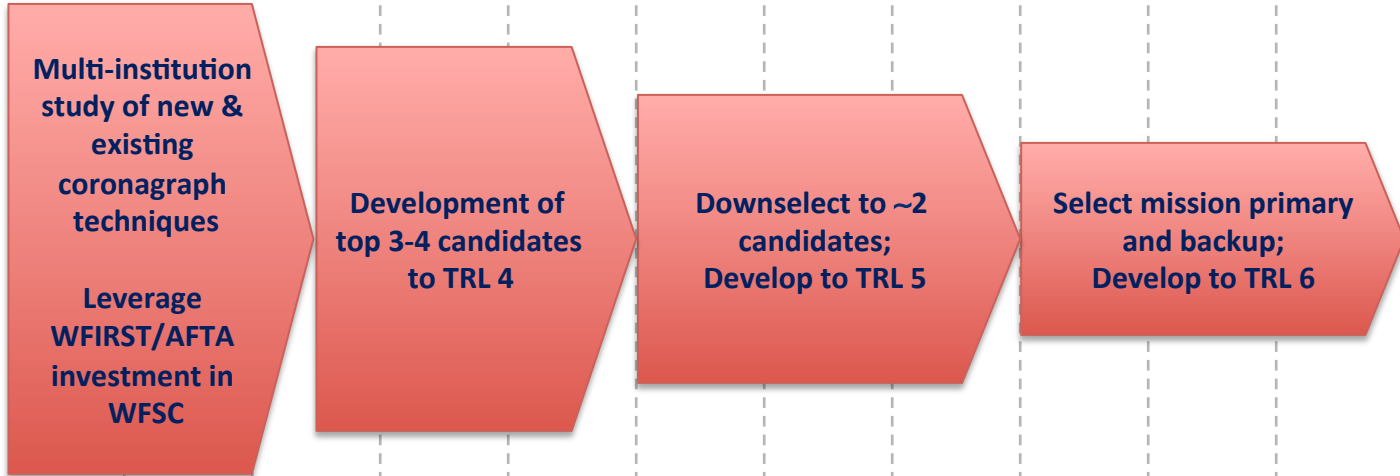 Multi-institution
study of new &
existing
coronagraph
techniques
Leverage
WFIRST/AFTA
investment in
WFSC
Development of
top 3-4 candidates
to TRL 4
Downselect to ~2
candidates;
Develop to TRL 5
Select mission primary
and backup;
Develop to TRL 6